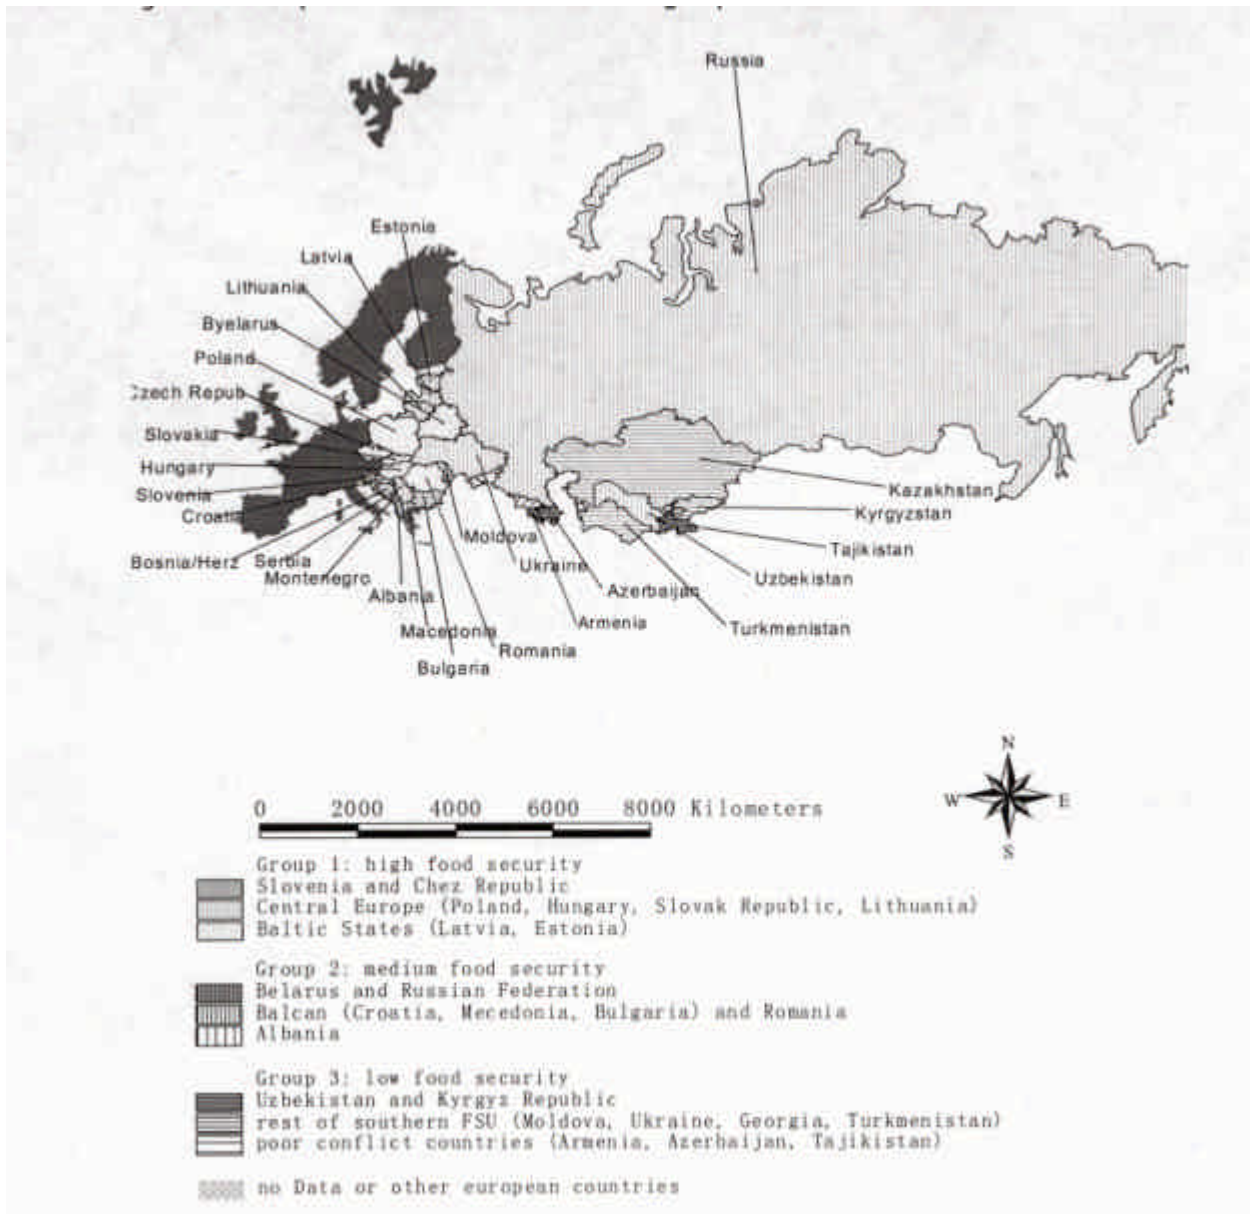 Russia
Estonia
Latvia
Lithuania
Byelarus
Poland
Czech Repub
Slovakia
Hungary
Slovenia
Croatia
Bosnia/Herz
Serbia
Montenegro
Albania
Macedonia
Bulgaria
Romania
Moldova
Ukraine
Azerbaijan
Armenia
Turkmenistan
Uzbekistan
Tajikistan
Kyrgyzstan
Kazakhstan
N
W E
S
0 2000 4000 6000 8000 Kilometers
Group 1: high food security
Slovenia and Chez Republic
Central Europe (Poland, Hungary, Slovak Republic, Lithuania)
Baltic States (Latvia, Estonia)
Group 2: medium food security
Belarus and Russian Federation
Balcan (Croatia, Mecedonia, Bulgaria) and Romania
Albania
Group 3: low food security
Uzbekistan and Kyrgyz Republic
rest of southern FSU (Moldova, Ukraine, Georgia, Turkmenistan)
poor conflict countries (Armenia, Azerbaijan, Tajikistan)
no Data or other european countries